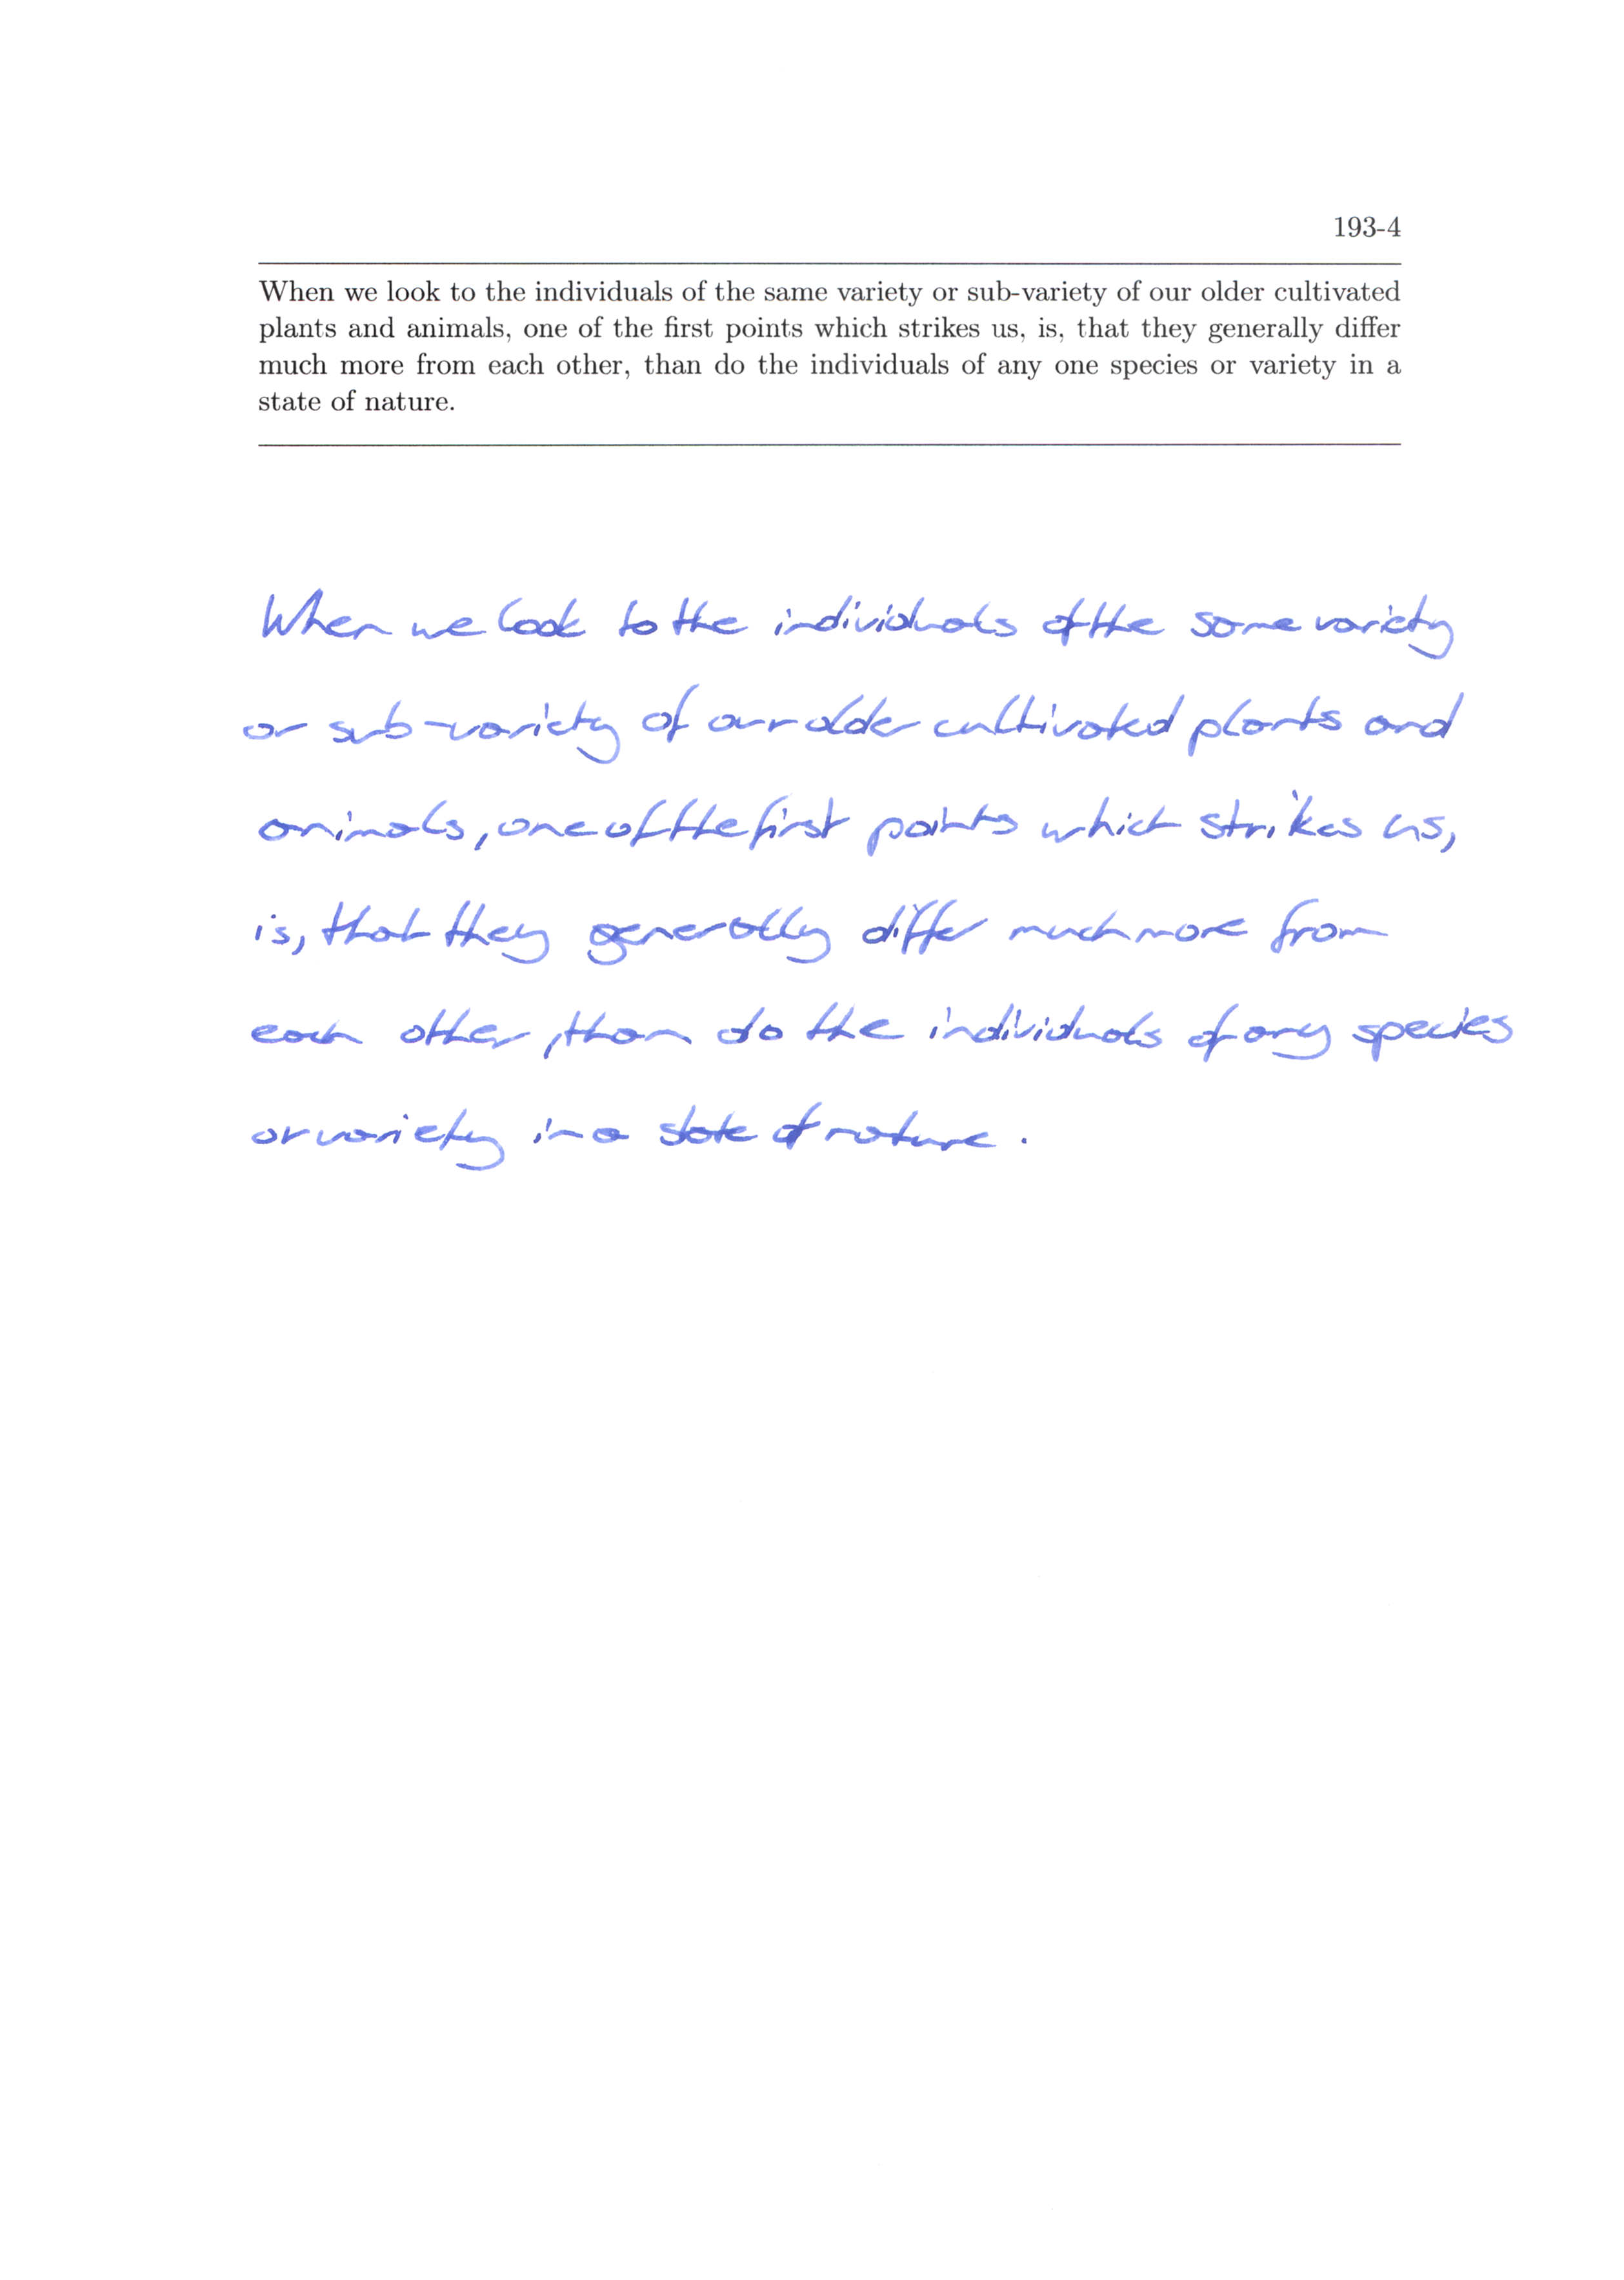 193-4
When we look to the individuals of the same variety or sub-variety of our older cultivated
plants and animals, one of the first points which strikes us, is, that they generally differ
much more from each other, than do the individuals of any one species or variety in a
state of nature.
When we look to the individuals of the same variety
or sub-variety of our older cultivated plants and
animals, one of the first points which strikes us,
is, that they generally differ much more from
each other, than do the individuals of any species
or variety in a state of nature.